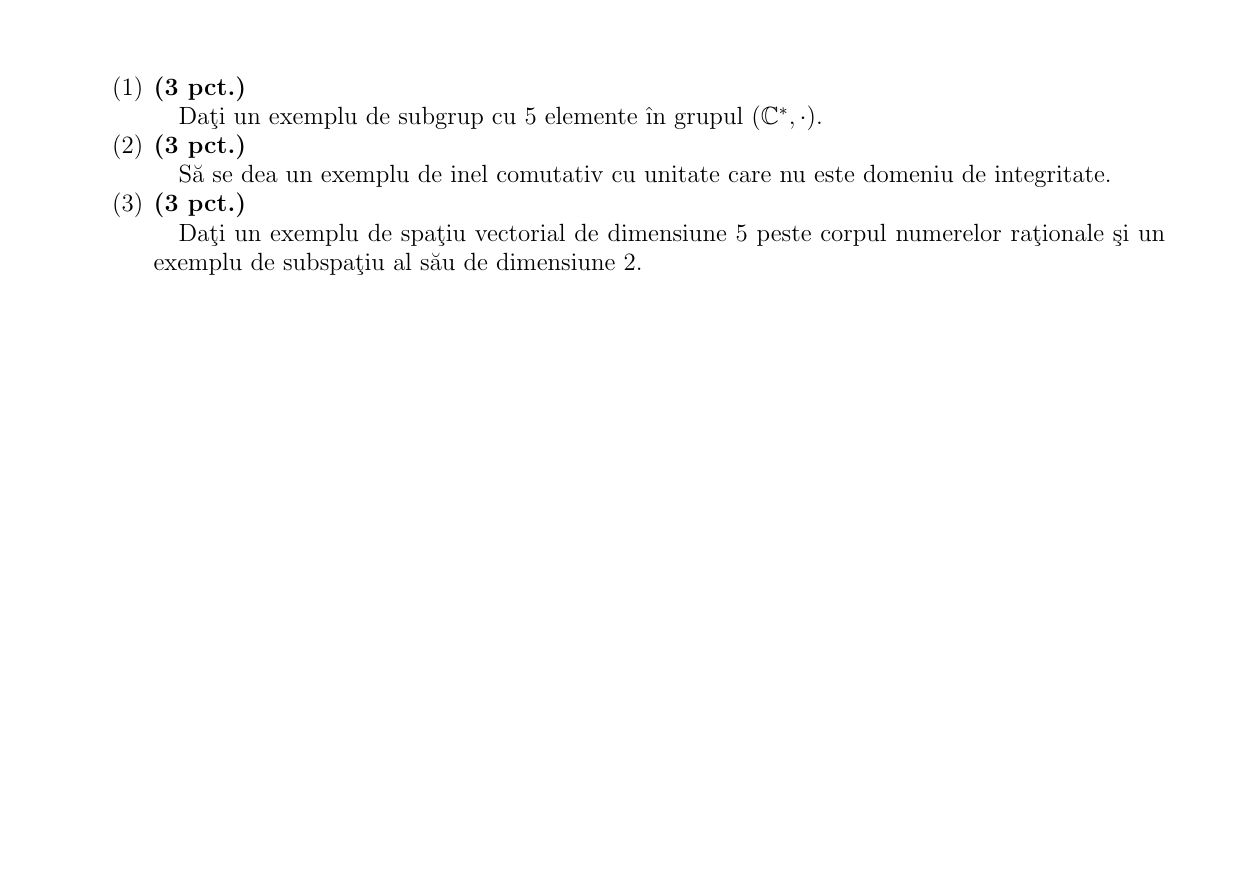 (1) (3 pct.)
Daţi un exemplu de subgrup cu 5 elemente în grupul (ℂ*, ·).
(2) (3 pct.)
Să se dea un exemplu de inel comutativ cu unitate care nu este domeniu de integritate.
(3) (3 pct.)
Daţi un exemplu de spaţiu vectorial de dimensiune 5 peste corpul numerelor raţionale şi un
exemplu de subspaţiu al său de dimensiune 2.